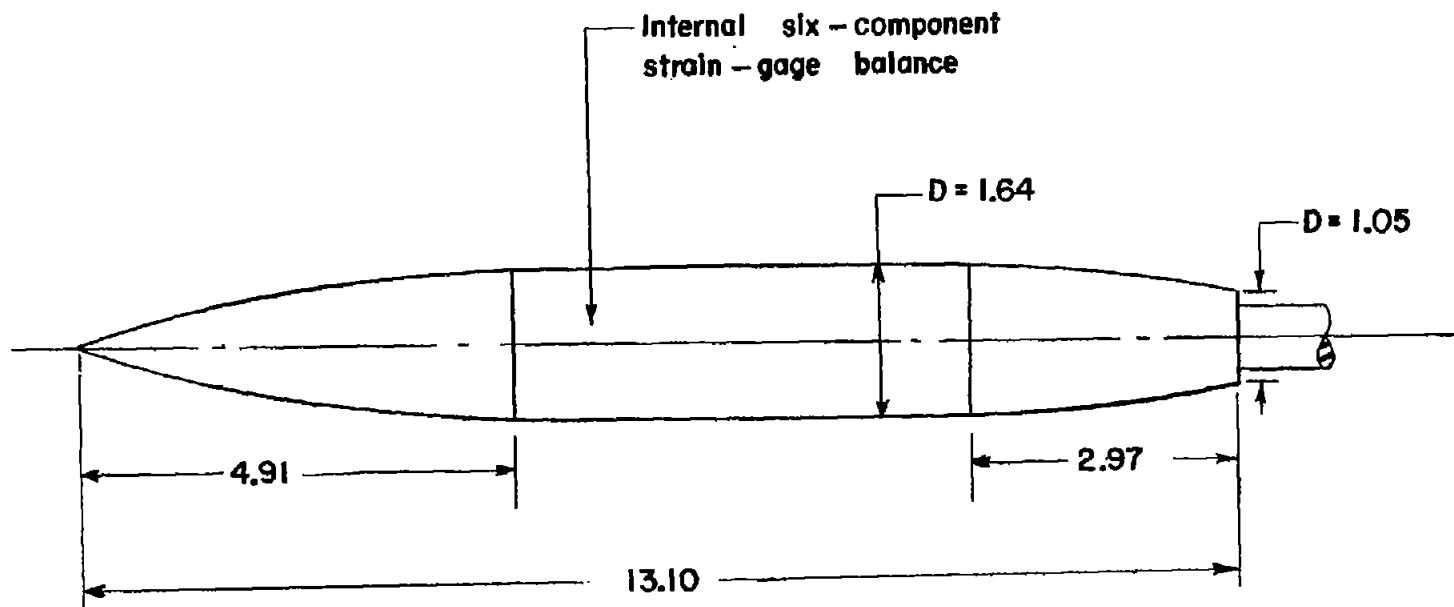 Internal six-component
strain-gage balance
D = 1.64
D = 1.05
4.91
2.97
13.10